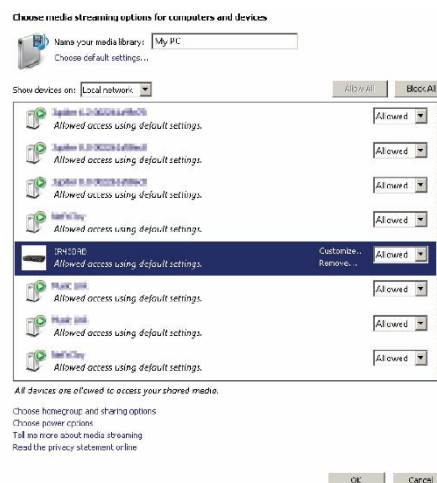 Choose media streaming options for computers and devices
Name your media library: My PC
Choose default settings...
Show devices on: Local network Allow All Block All
Allowed
Allowed access using default settings.
Allowed
Allowed access using default settings.
Allowed
Allowed access using default settings.
Allowed
Allowed access using default settings.
Customize... Allowed
Allowed access using default settings. Remove...
Allowed
Allowed access using default settings.
Allowed
Allowed access using default settings.
Allowed
Allowed access using default settings.
All devices are allowed to access your shared media.
Choose homegroup and sharing options
Choose power options
Tell me more about media streaming
Read the privacy statement online
OK Cancel